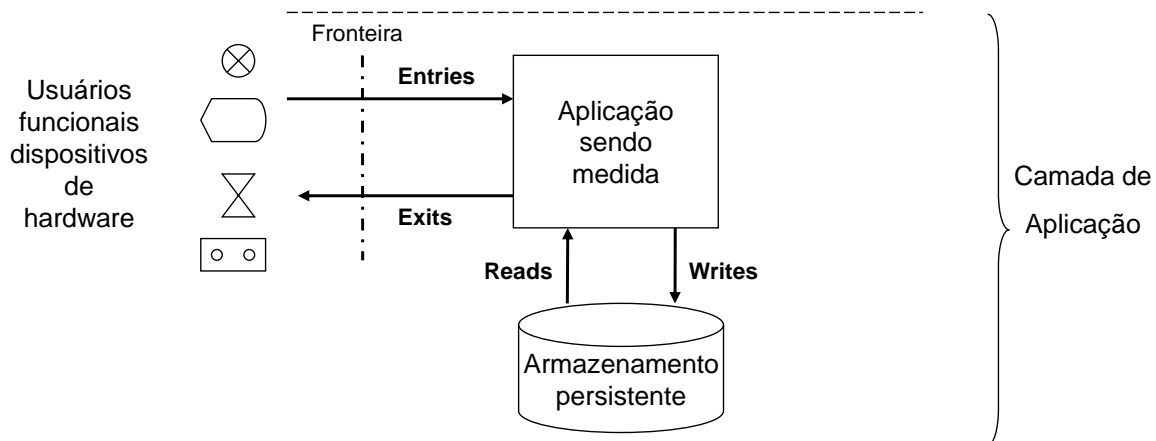 Fronteira
Usuários
funcionais
dispositivos
de
hardware
Entries
Aplicação
sendo
medida
Exits
Reads
Writes
Armazenamento
persistente
Camada de
Aplicação